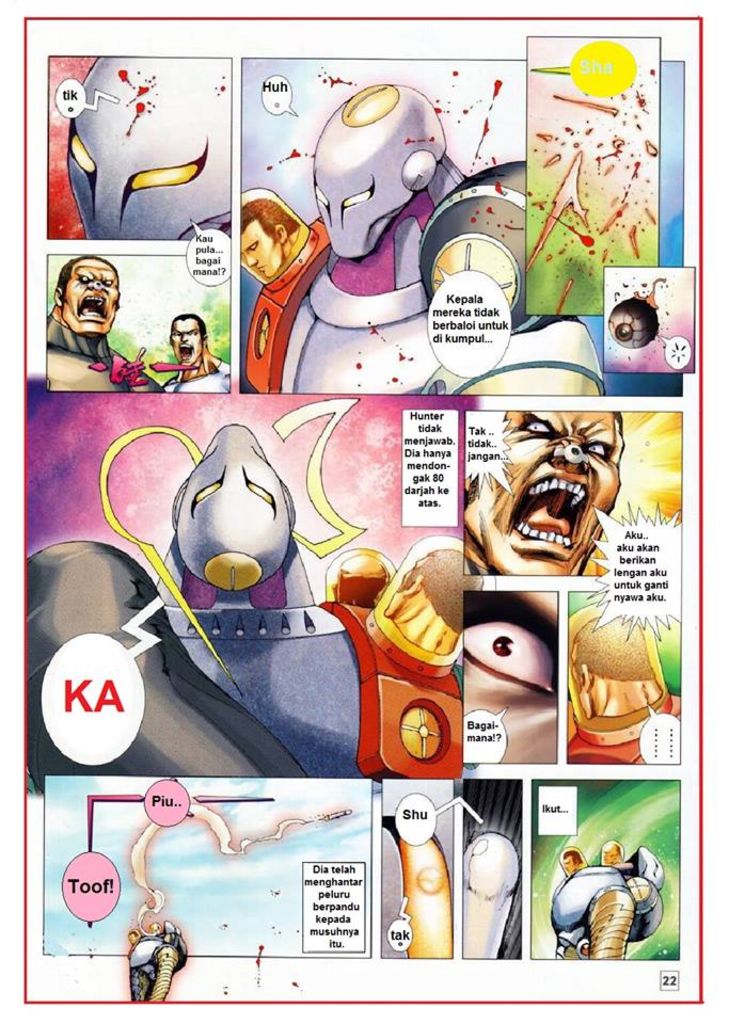 tik
Kau
pula...
bagai
mana!?
Huh
Kepala
mereka tidak
berbaloi untuk
di kumpul...
Sha
Hunter
tidak
menjawab.
Dia hanya
mendon-
gak 80
darjah ke
atas.
KA
Tak ..
tidak..
jangan...
Aku..
aku akan
berikan
lengan aku
untuk ganti
nyawa aku.
Bagai-
mana!?
Piu..
Toof!
Dia telah
menghantar
peluru
berpandu
kepada
musuhnya
itu.
Shu
tak
Ikut...
22